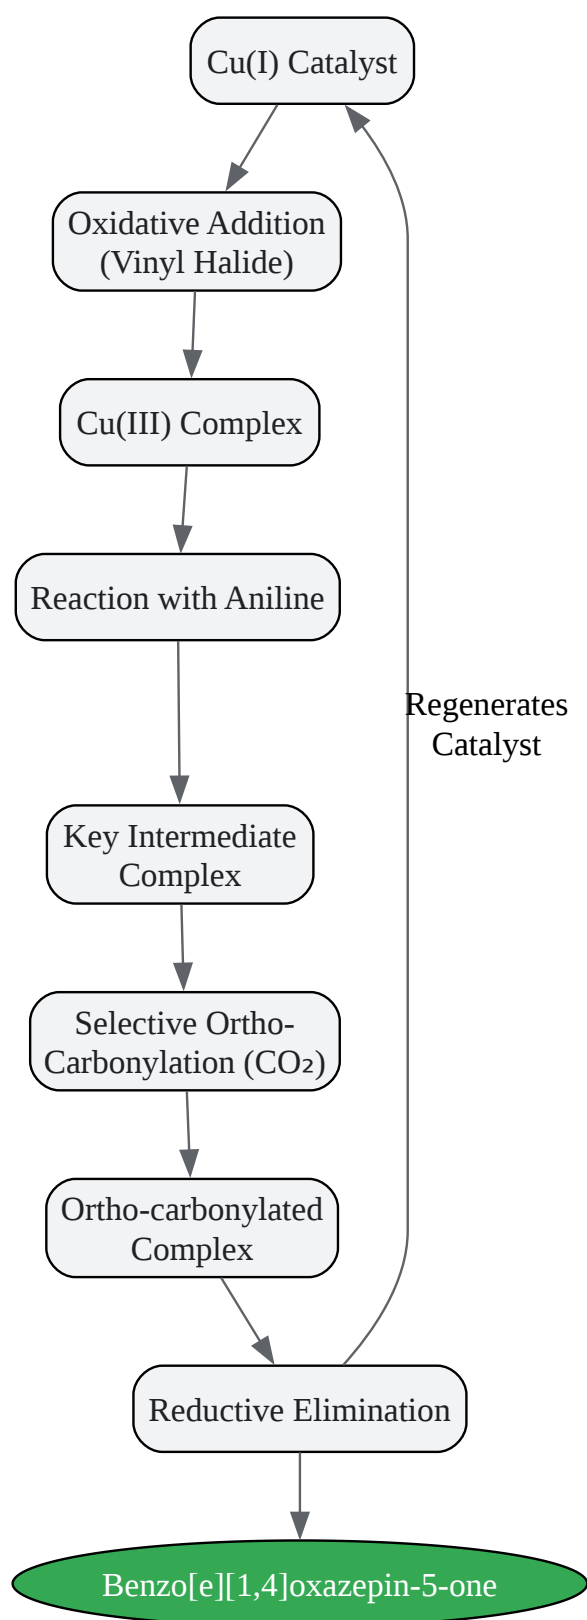 Cu(I) Catalyst
Oxidative Addition
(Vinyl Halide)
Cu(III) Complex
Reaction with Aniline
Regenerates
Catalyst
Key Intermediate
Complex
Selective Ortho-
Carbonylation (CO₂)
Ortho-carbonylated
Complex
Reductive Elimination
Benzo[e][1,4]oxazepin-5-one